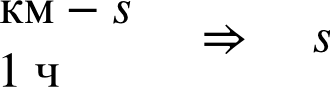 км – s ⇒ s
1 ч